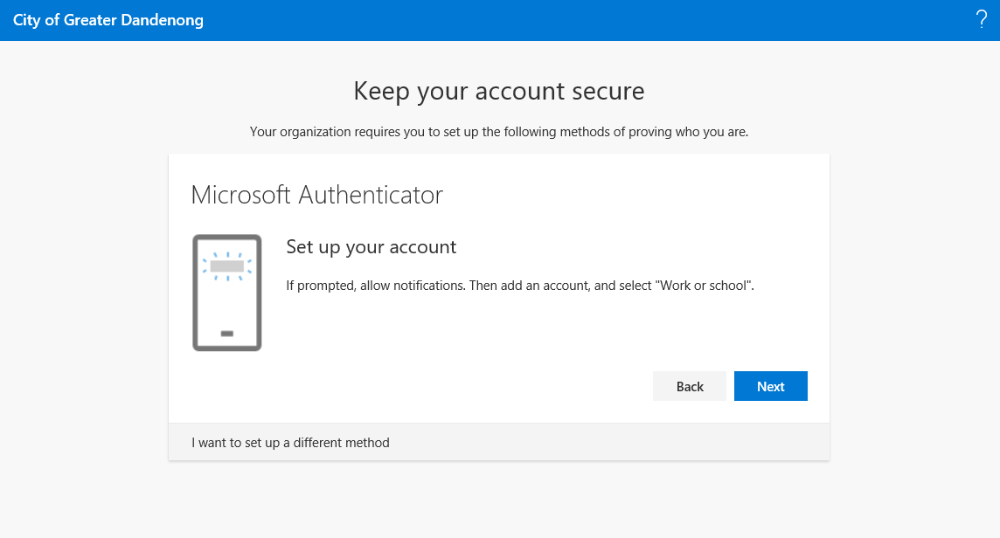 City of Greater Dandenong
?
Keep your account secure
Your organization requires you to set up the following methods of proving who you are.
Microsoft Authenticator
Set up your account
If prompted, allow notifications. Then add an account, and select "Work or school".
Back
Next
I want to set up a different method